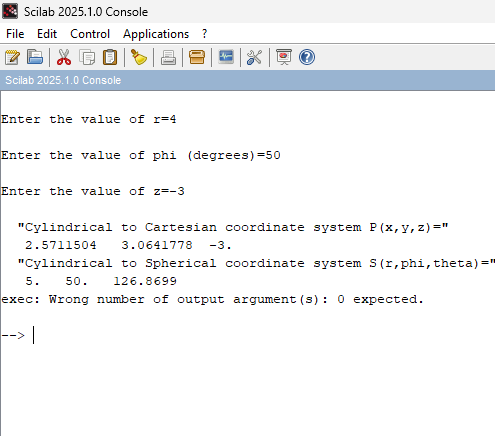 Scilab 2025.1.0 Console
File Edit Control Applications ?
Scilab 2025.1.0 Console
Enter the value of r=4
Enter the value of phi (degrees)=50
Enter the value of z=-3
"Cylindrical to Cartesian coordinate system P(x,y,z)="
2.5711504 3.0641778 -3.
"Cylindrical to Spherical coordinate system S(r,phi,theta)="
5. 50. 126.8699
exec: Wrong number of output argument(s): 0 expected.
-->